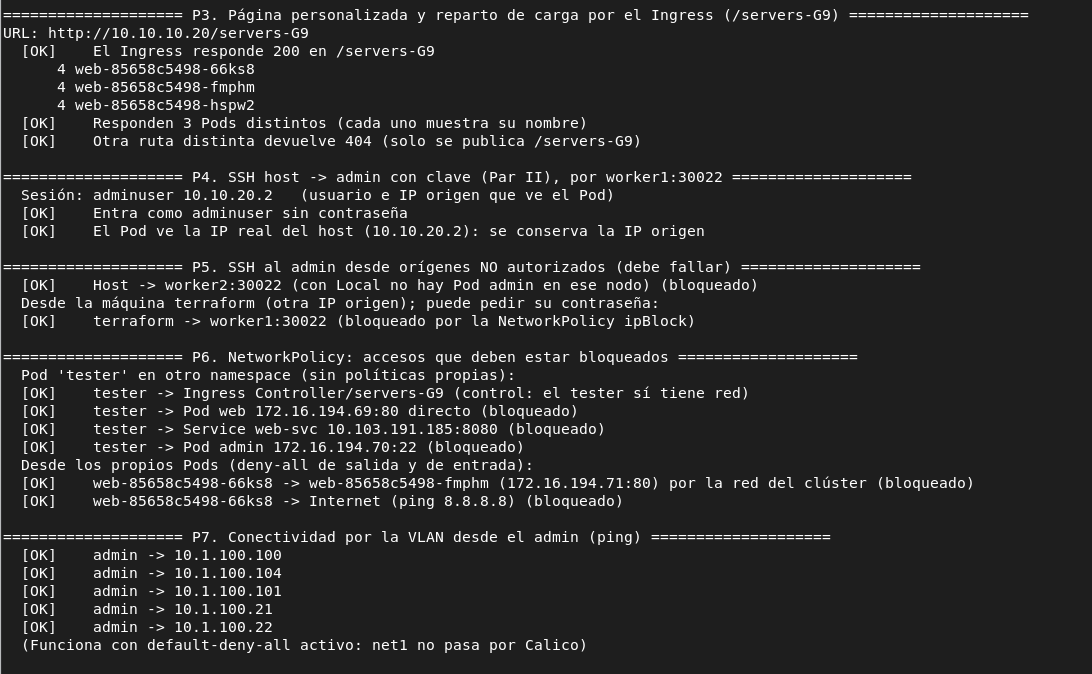 ==================== P3. Página personalizada y reparto de carga por el Ingress (/servers-G9) ====================
URL: http://10.10.10.20/servers-G9
  [OK]    El Ingress responde 200 en /servers-G9
      4 web-85658c5498-66ks8
      4 web-85658c5498-fmphm
      4 web-85658c5498-hspw2
  [OK]    Responden 3 Pods distintos (cada uno muestra su nombre)
  [OK]    Otra ruta distinta devuelve 404 (solo se publica /servers-G9)

==================== P4. SSH host -> admin con clave (Par II), por worker1:30022 ====================
  Sesión: adminuser 10.10.20.2   (usuario e IP origen que ve el Pod)
  [OK]    Entra como adminuser sin contraseña
  [OK]    El Pod ve la IP real del host (10.10.20.2): se conserva la IP origen

==================== P5. SSH al admin desde orígenes NO autorizados (debe fallar) ====================
  [OK]    Host -> worker2:30022 (con Local no hay Pod admin en ese nodo) (bloqueado)
  Desde la máquina terraform (otra IP origen); puede pedir su contraseña:
  [OK]    terraform -> worker1:30022 (bloqueado por la NetworkPolicy ipBlock)

==================== P6. NetworkPolicy: accesos que deben estar bloqueados ====================
  Pod 'tester' en otro namespace (sin políticas propias):
  [OK]    tester -> Ingress Controller/servers-G9 (control: el tester sí tiene red)
  [OK]    tester -> Pod web 172.16.194.69:80 directo (bloqueado)
  [OK]    tester -> Service web-svc 10.103.191.185:8080 (bloqueado)
  [OK]    tester -> Pod admin 172.16.194.70:22 (bloqueado)
  Desde los propios Pods (deny-all de salida y de entrada):
  [OK]    web-85658c5498-66ks8 -> web-85658c5498-fmphm (172.16.194.71:80) por la red del clúster (bloqueado)
  [OK]    web-85658c5498-66ks8 -> Internet (ping 8.8.8.8) (bloqueado)

==================== P7. Conectividad por la VLAN desde el admin (ping) ====================
  [OK]    admin -> 10.1.100.100
  [OK]    admin -> 10.1.100.104
  [OK]    admin -> 10.1.100.101
  [OK]    admin -> 10.1.100.21
  [OK]    admin -> 10.1.100.22
  (Funciona con default-deny-all activo: net1 no pasa por Calico)